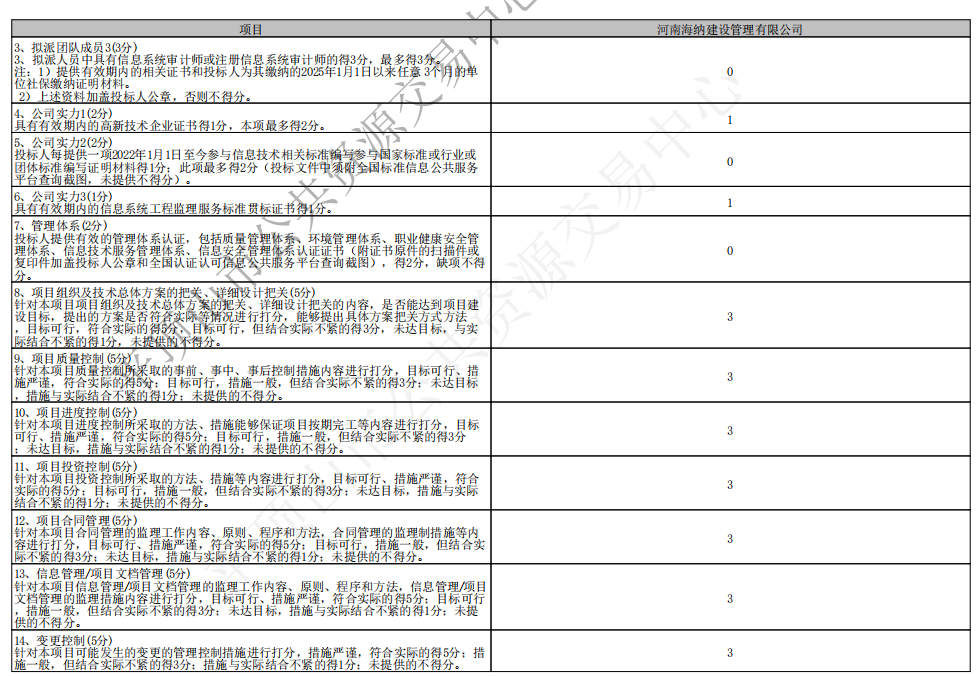 项目 河南海纳建设管理有限公司
3、拟派团队成员3(3分)
3、拟派人员中具有信息系统审计师或注册信息系统审计师的得3分，最多得3分。
注：1）提供有效期内的相关证书和投标人为其缴纳的2025年1月1日以来任意 3个月的单
位社保缴纳证明材料。
2）上述资料加盖投标人公章，否则不得分。
0
4、公司实力1(2分)
具有有效期内的高新技术企业证书得1分，本项最多得2分。
1
5、公司实力2(2分)
投标人每提供一项2022年1月1日至今参与信息技术相关标准编写参与国家标准或行业或
团体标准编写证明材料得1分；此项最多得2分（投标文件中须附全国标准信息公共服务
平台查询截图，未提供不得分）。
0
6、公司实力3(1分)
具有有效期内的信息系统工程监理服务标准贯标证书得1分。
1
7、管理体系(2分)
投标人提供有效的管理体系认证，包括质量管理体系、环境管理体系、职业健康安全管
理体系、信息技术服务管理体系、信息安全管理体系认证证书（附证书原件的扫描件或
复印件加盖投标人公章和全国认证认可信息公共服务平台查询截图），得2分，缺项不得
分。
0
8、项目组织及技术总体方案的把关、详细设计把关(5分)
针对本项目项目组织及技术总体方案的把关、详细设计把关的内容，是否能达到项目建
设目标，提出的方案是否符合实际等情况进行打分，能够提出具体方案把关方式方法
，目标可行，符合实际的得5分；目标可行，但结合实际不紧的得3分，未达目标，与实
际结合不紧的得1分，未提供的不得分。
3
9、项目质量控制(5分)
针对本项目质量控制所采取的事前、事中、事后控制措施内容进行打分，目标可行、措
施严谨，符合实际的得5分；目标可行，措施一般，但结合实际不紧的得3分；未达目标
，措施与实际结合不紧的得1分；未提供的不得分。
3
10、项目进度控制(5分)
针对本项目进度控制所采取的方法、措施能够保证项目按期完工等内容进行打分，目标
可行、措施严谨，符合实际的得5分；目标可行，措施一般，但结合实际不紧的得3分
；未达目标，措施与实际结合不紧的得1分；未提供的不得分。
3
11、项目投资控制(5分)
针对本项目投资控制所采取的方法、措施等内容进行打分，目标可行、措施严谨，符合
实际的得5分；目标可行，措施一般，但结合实际不紧的得3分；未达目标，措施与实际
结合不紧的得1分；未提供的不得分。
3
12、项目合同管理(5分)
针对本项目合同管理的监理工作内容、原则、程序和方法，合同管理的监理制措施等内
容进行打分，目标可行、措施严谨，符合实际的得5分；目标可行，措施一般，但结合实
际不紧的得3分；未达目标，措施与实际结合不紧的得1分；未提供的不得分。
3
13、信息管理/项目文档管理(5分)
针对本项目信息管理/项目文档管理的监理工作内容、原则、程序和方法，信息管理/项目
文档管理的监理措施内容进行打分，目标可行、措施严谨，符合实际的得5分；目标可行
，措施一般，但结合实际不紧的得3分；未达目标，措施与实际结合不紧的得1分；未提
供的不得分。
3
14、变更控制(5分)
针对本项目可能发生的变更的管理控制措施进行打分，措施严谨，符合实际的得5分；措
施一般，但结合实际不紧的得3分；措施与实际结合不紧的得1分；未提供的不得分。
3
平顶山市公共资源交易中心